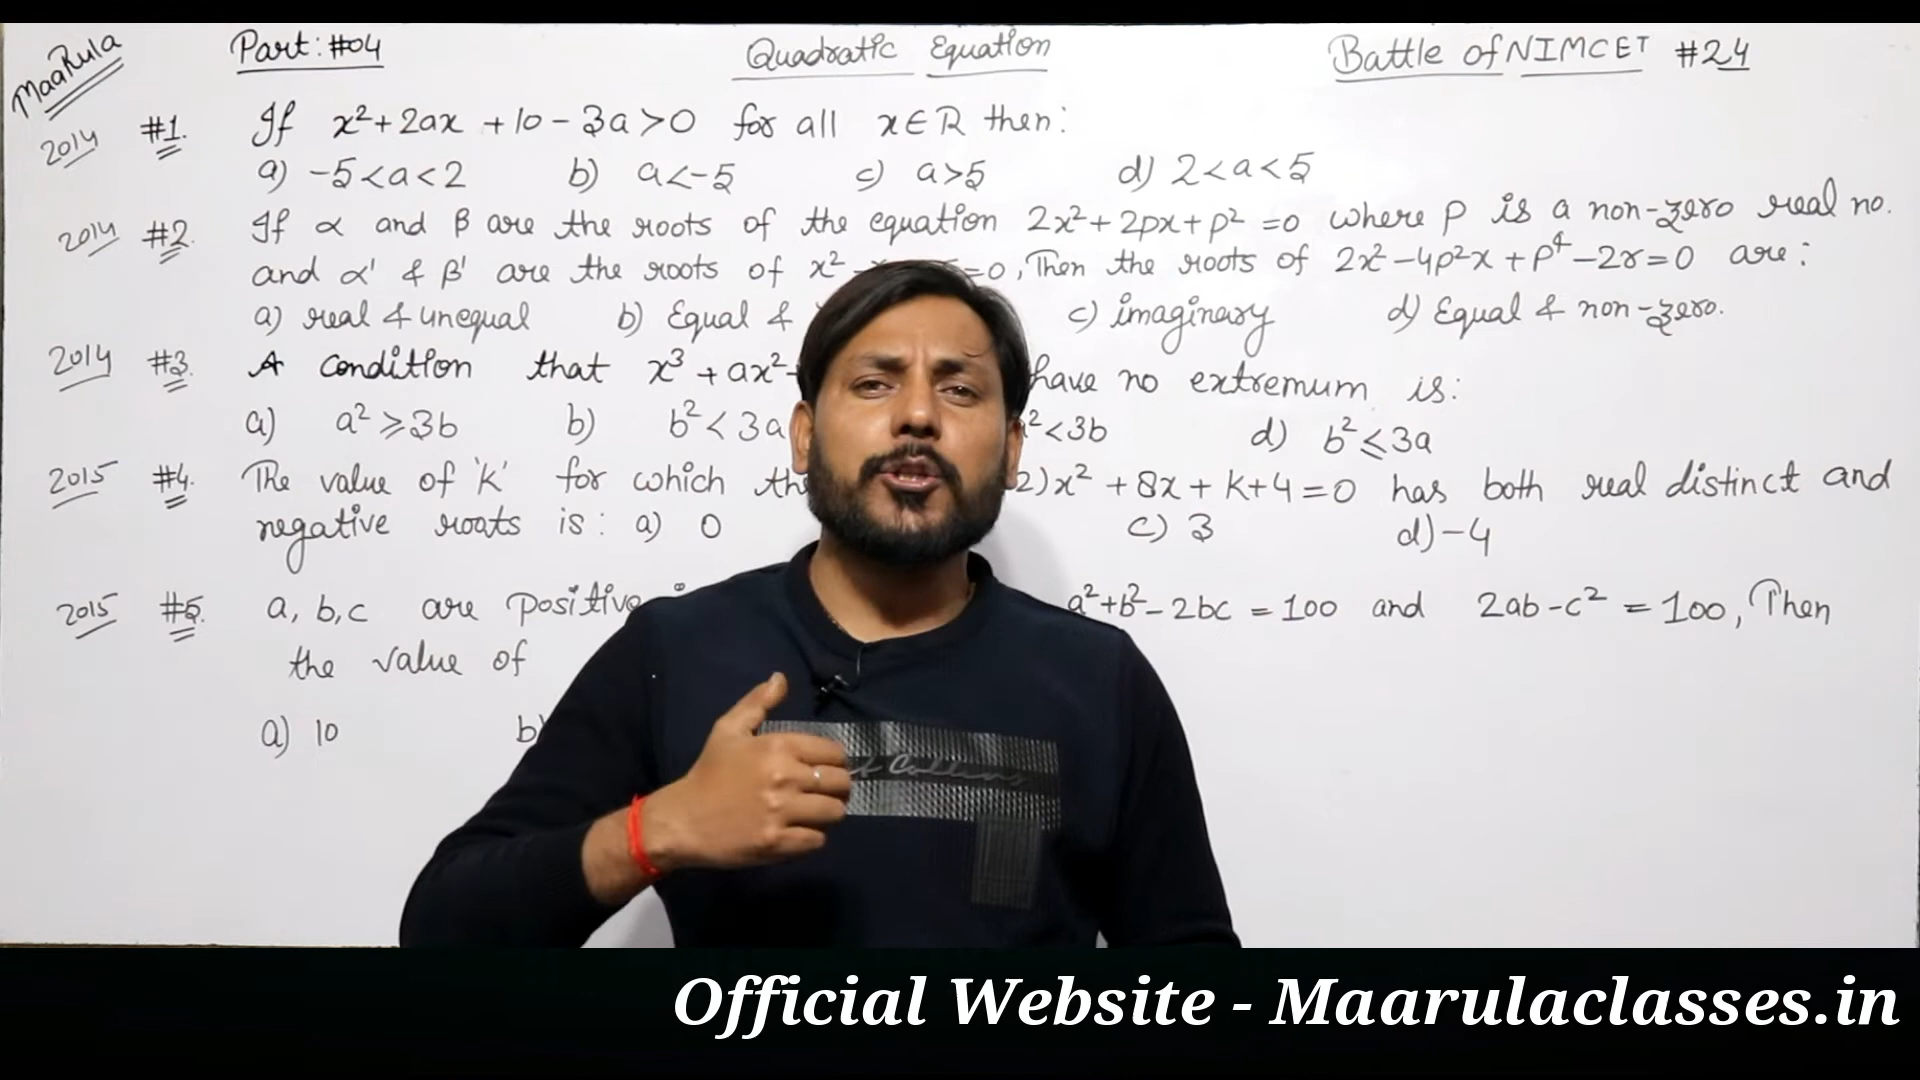 MaaRula
Part: #04 Quadratic Equation Battle of NIMCET #24
2014 #1. If x²+2ax +10-3a>0 for all x∈R then:
a) -5<a<2 b) a<-5 c) a>5 d) 2<a<5
2014 #2. If α and β are the roots of the equation 2x²+2px+p²=0 where p is a non-zero real no.
and α' & β' are the roots of x² =0, Then the roots of 2x²-4p²x+p⁴-2r=0 are:
a) real & unequal b) Equal & c) imaginary d) Equal & non-zero.
2014 #3. A condition that x³+ax²+ have no extremum is:
a) a²≥3b b) b²<3a ²<3b d) b²≤3a
2015 #4. The value of 'k' for which the 2)x²+8x+k+4=0 has both real distinct and
negative roots is: a) 0 c) 3 d) -4
2015 #5. a, b, c are positive a²+b²-2bc=100 and 2ab-c²=100, Then
the value of
a) 10 b)
Collins
Official Website - Maarulaclasses.in